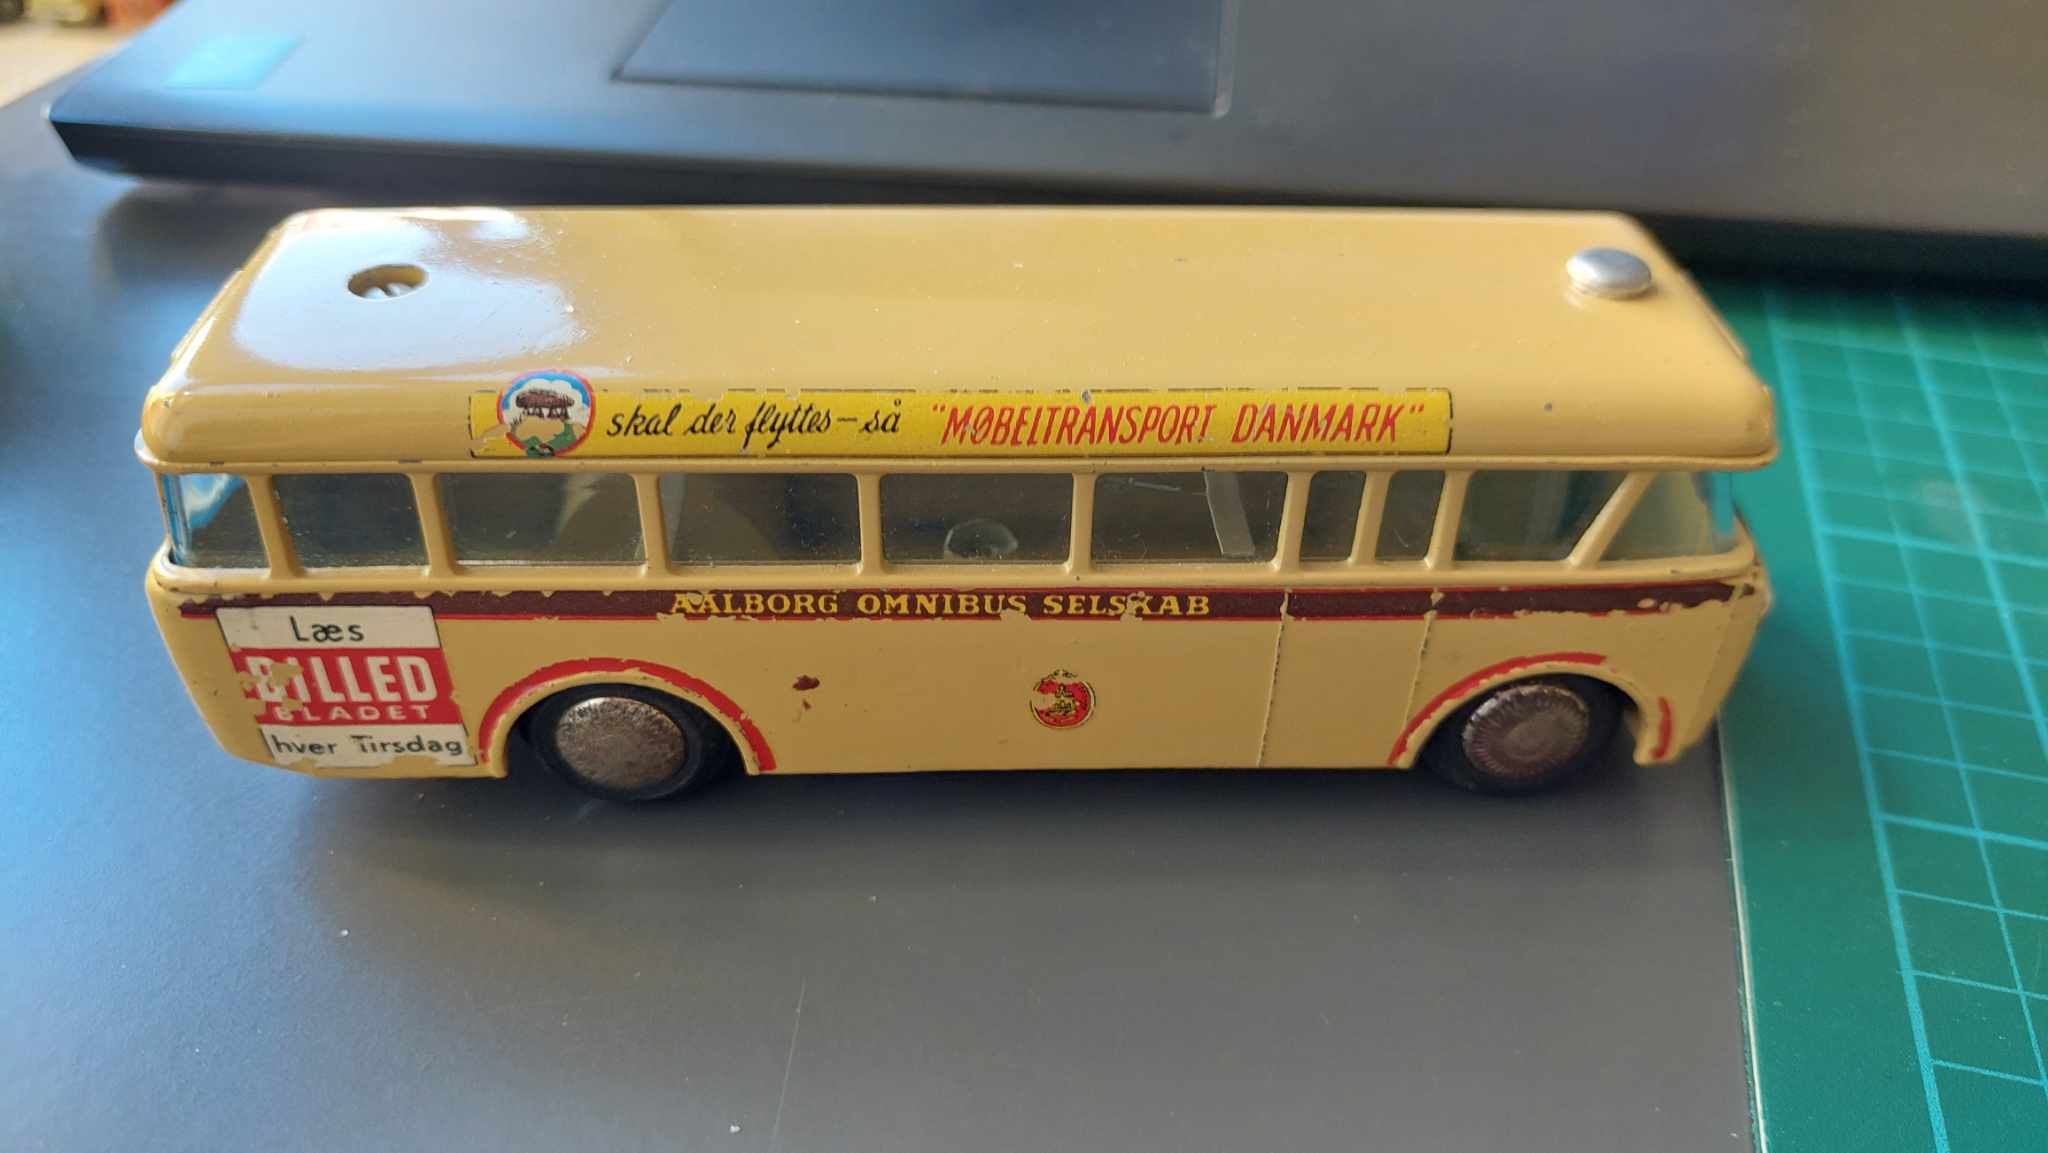 skal der flyttes – så "MØBELTRANSPORT DANMARK"
AALBORG OMNIBUS SELSKAB
Læs
BILLED
BLADET
hver Tirsdag